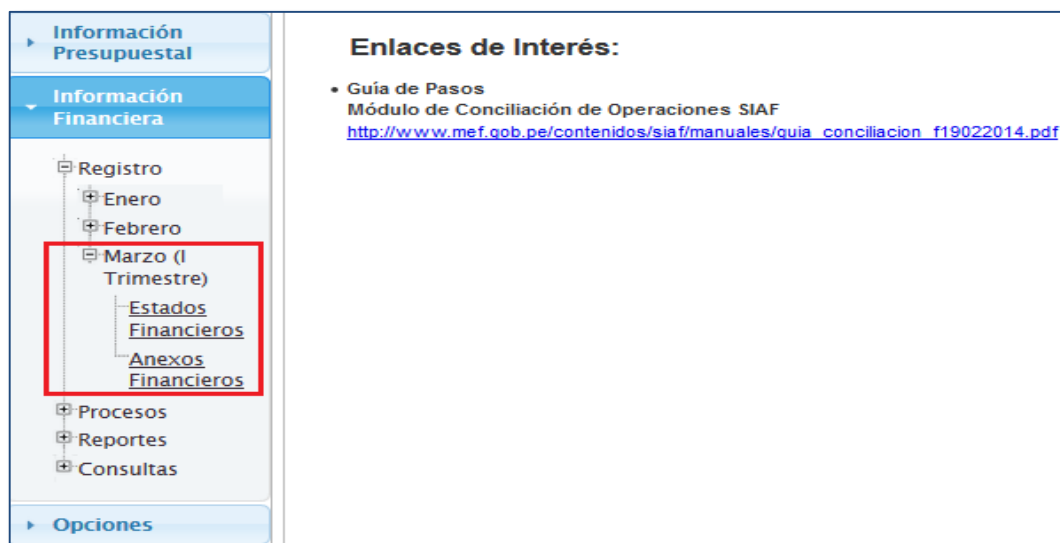 Información
Presupuestal
Información
Financiera
Registro
Enero
Febrero
Marzo (I
Trimestre)
Estados
Financieros
Anexos
Financieros
Procesos
Reportes
Consultas
Opciones
Enlaces de Interés:
• Guía de Pasos
Módulo de Conciliación de Operaciones SIAF
http://www.mef.gob.pe/contenidos/siaf/manuales/guia_conciliacion_f19022014.pdf